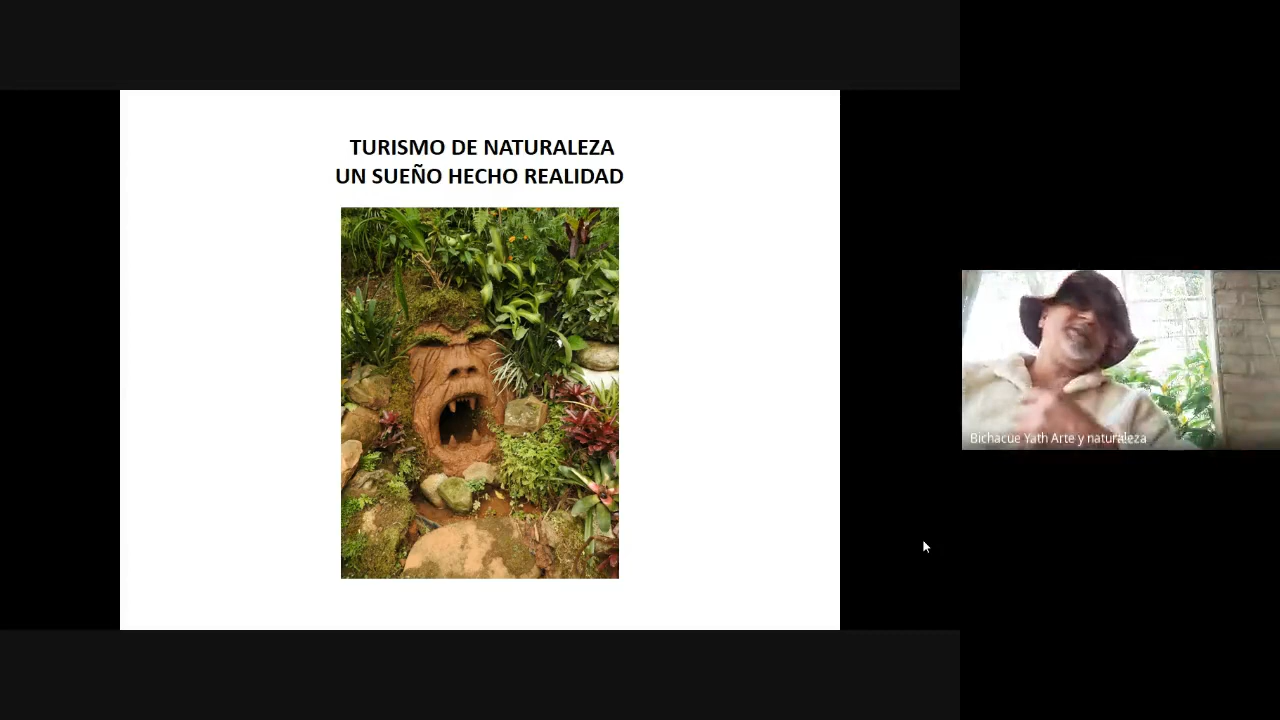 TURISMO DE NATURALEZA
UN SUEÑO HECHO REALIDAD
Bichacue Yath Arte y naturaleza